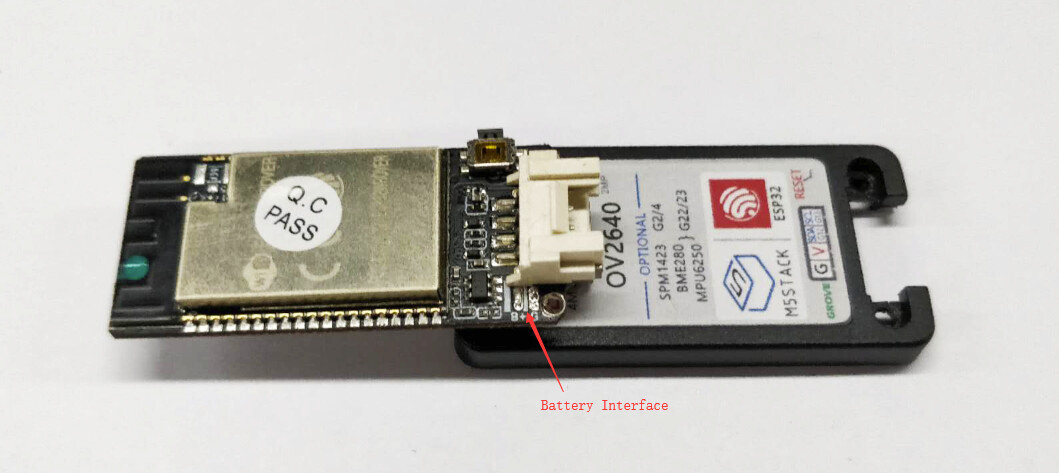 Q.C
PASS
OV2640
2MP
OPTIONAL
SPM1423 G2/4
BME280
MPU6250 } G22/23
ESP32
M5STACK
RESET
GROVE
G V
B+
Battery Interface